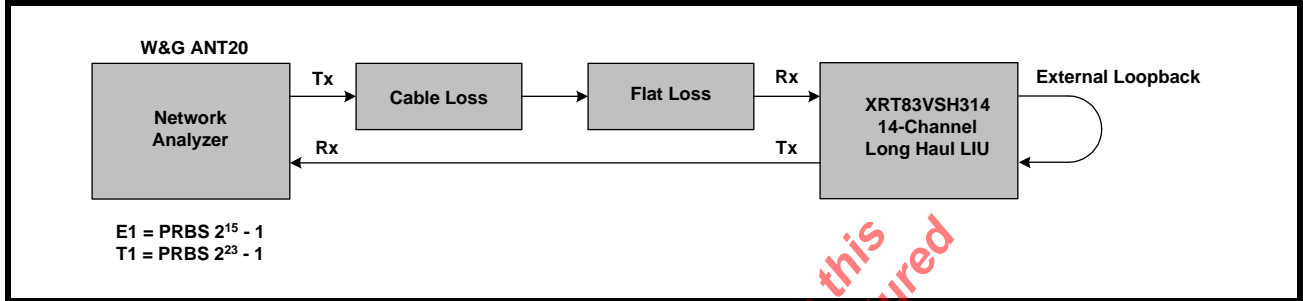 W&G ANT20
Network
Analyzer
Tx
Cable Loss
Flat Loss
Rx
XRT83VSH314
14-Channel
Long Haul LIU
External Loopback
Rx
Tx
E1 = PRBS 2¹⁵ - 1
T1 = PRBS 2²³ - 1
this
ured